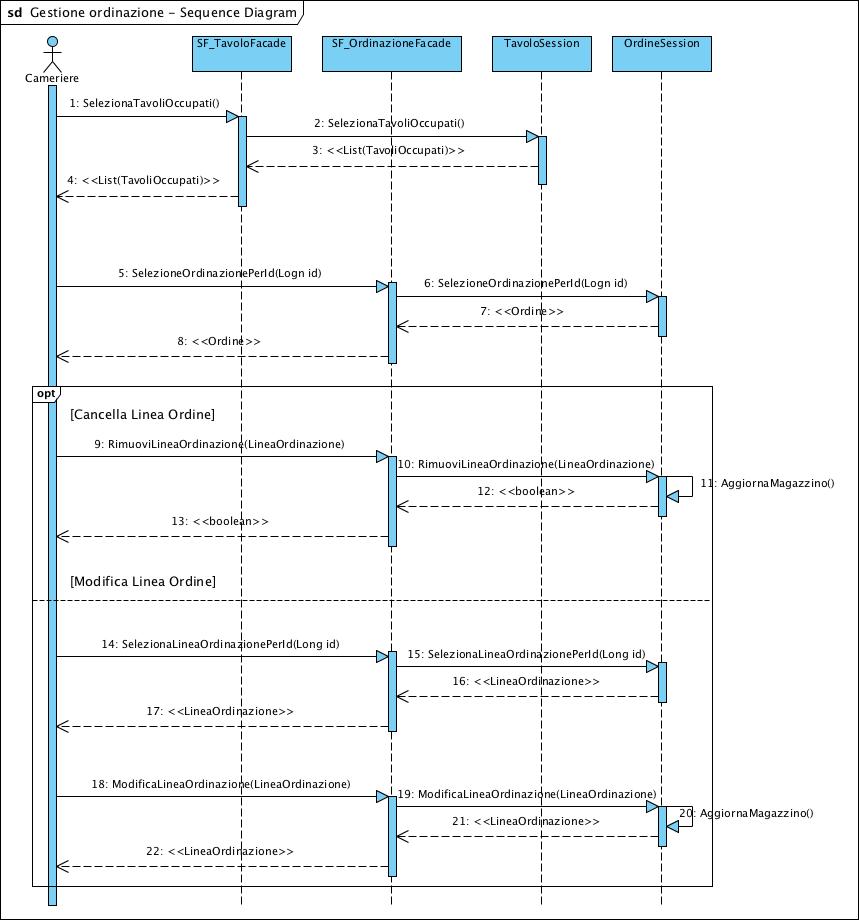 sd Gestione ordinazione - Sequence Diagram
Cameriere
SF_TavoloFacade
SF_OrdinazioneFacade
TavoloSession
OrdineSession
1: SelezionaTavoliOccupati()
2: SelezionaTavoliOccupati()
3: <<List(TavoliOccupati)>>
4: <<List(TavoliOccupati)>>
5: SelezioneOrdinazionePerId(Logn id)
6: SelezioneOrdinazionePerId(Logn id)
7: <<Ordine>>
8: <<Ordine>>
opt
[Cancella Linea Ordine]
9: RimuoviLineaOrdinazione(LineaOrdinazione)
10: RimuoviLineaOrdinazione(LineaOrdinazione)
11: AggiornaMagazzino()
12: <<boolean>>
13: <<boolean>>
[Modifica Linea Ordine]
14: SelezionaLineaOrdinazionePerId(Long id)
15: SelezionaLineaOrdinazionePerId(Long id)
16: <<LineaOrdinazione>>
17: <<LineaOrdinazione>>
18: ModificaLineaOrdinazione(LineaOrdinazione)
19: ModificaLineaOrdinazione(LineaOrdinazione)
20: AggiornaMagazzino()
21: <<LineaOrdinazione>>
22: <<LineaOrdinazione>>